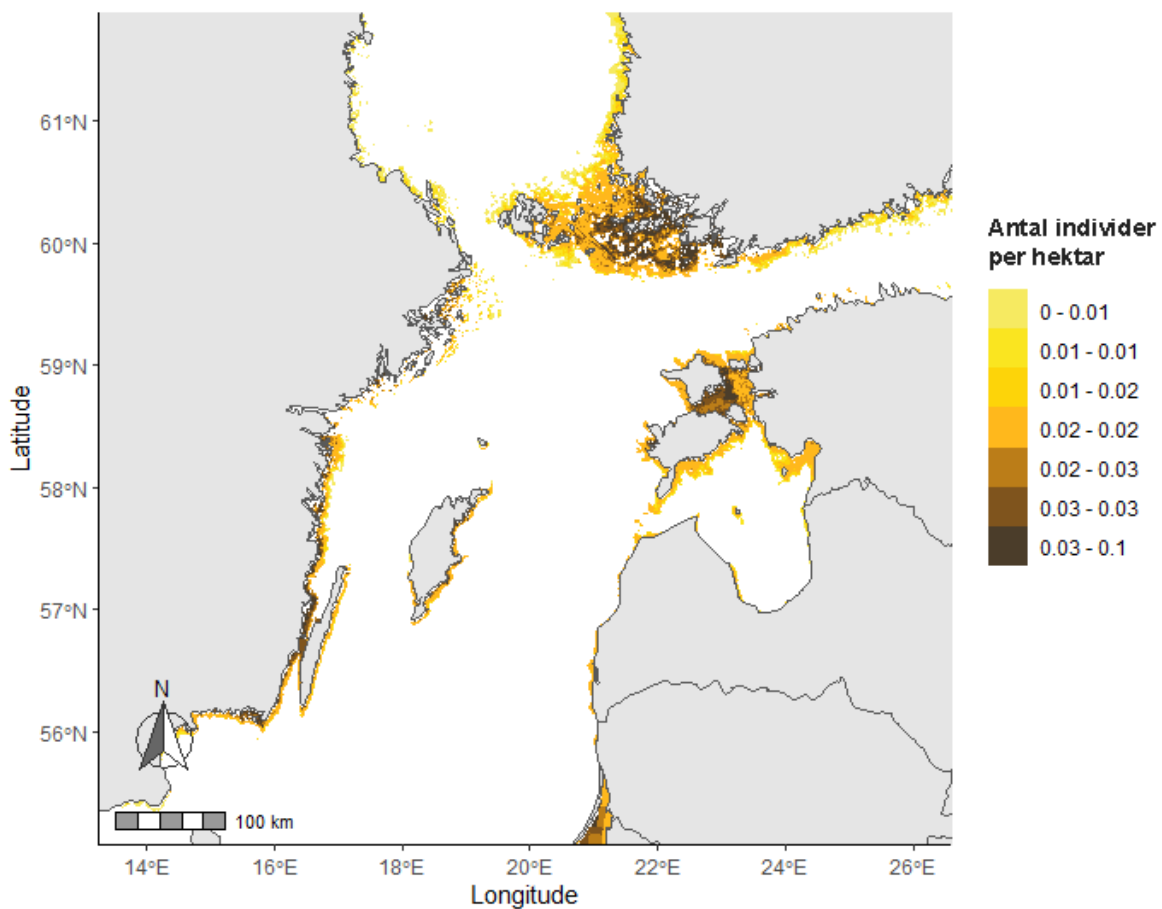 61°N
60°N
59°N
58°N
57°N
56°N
Latitude
N
100 km
14°E
16°E
18°E
20°E
22°E
24°E
26°E
Longitude
Antal individer
per hektar
0 - 0.01
0.01 - 0.01
0.01 - 0.02
0.02 - 0.02
0.02 - 0.03
0.03 - 0.03
0.03 - 0.1